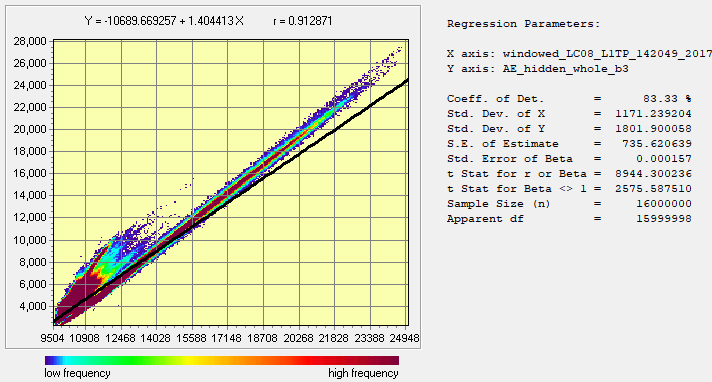 Y = -10689.669257 + 1.404413 X r = 0.912871
28,000
26,000
24,000
22,000
20,000
18,000
16,000
14,000
12,000
10,000
8,000
6,000
4,000
9504 10908 12468 14028 15588 17148 18708 20268 21828 23388 24948
low frequency high frequency
Regression Parameters:
X axis: windowed_LC08_L1TP_142049_2017
Y axis: AE_hidden_whole_b3
Coeff. of Det. = 83.33 %
Std. Dev. of X = 1171.239204
Std. Dev. of Y = 1801.900058
S.E. of Estimate = 735.620639
Std. Error of Beta = 0.000157
t Stat for r or Beta = 8944.300236
t Stat for Beta <> 1 = 2575.587510
Sample Size (n) = 16000000
Apparent df = 15999998